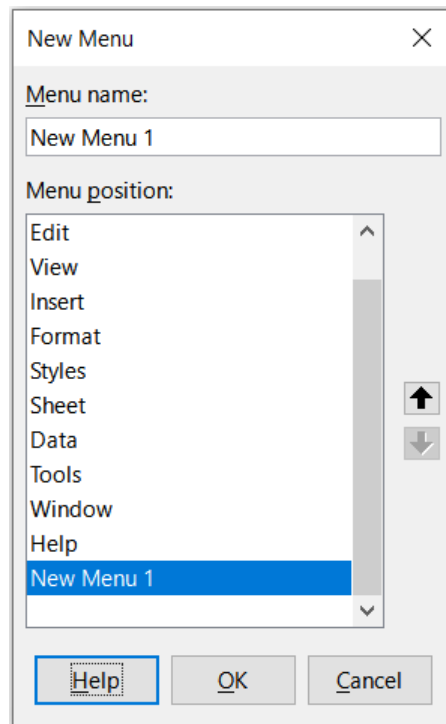 New Menu
Menu name:
New Menu 1
Menu position:
Edit
View
Insert
Format
Styles
Sheet
Data
Tools
Window
Help
New Menu 1
Help OK Cancel